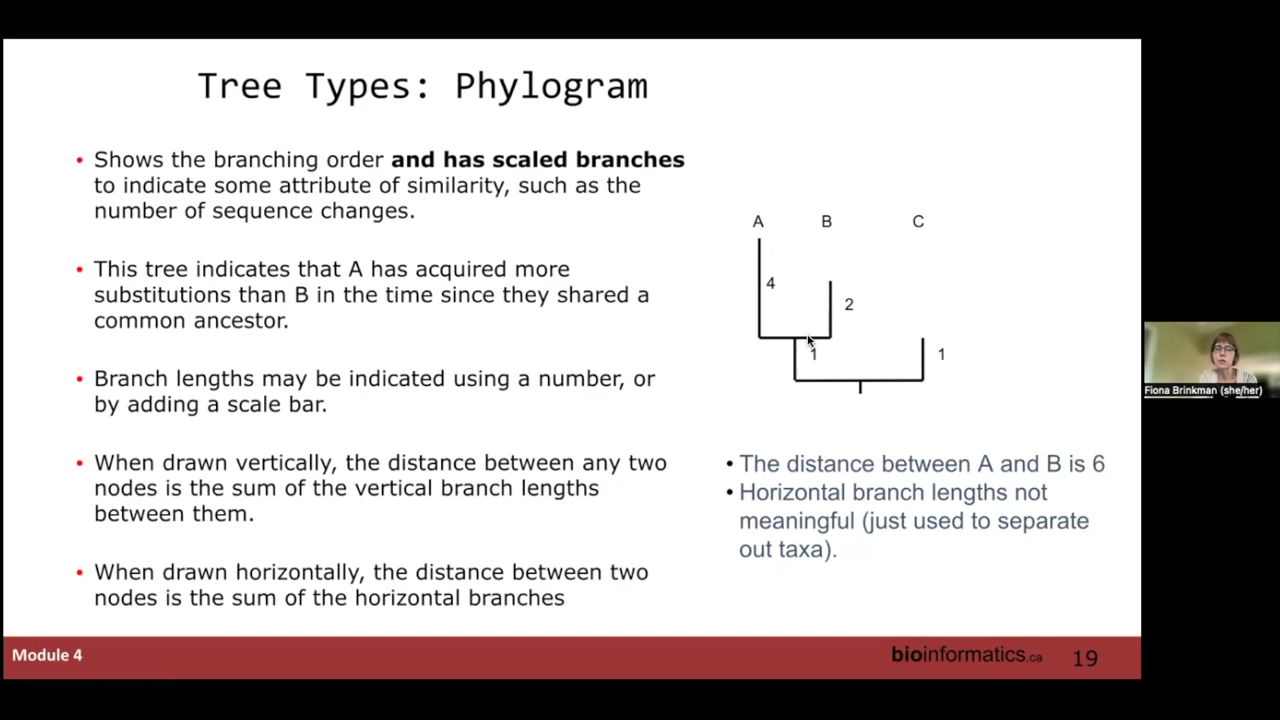 Tree Types: Phylogram
• Shows the branching order and has scaled branches
to indicate some attribute of similarity, such as the
number of sequence changes.
• This tree indicates that A has acquired more
substitutions than B in the time since they shared a
common ancestor.
• Branch lengths may be indicated using a number, or
by adding a scale bar.
• When drawn vertically, the distance between any two
nodes is the sum of the vertical branch lengths
between them.
• When drawn horizontally, the distance between two
nodes is the sum of the horizontal branches
A B C
4
2
1 1
• The distance between A and B is 6
• Horizontal branch lengths not
meaningful (just used to separate
out taxa).
Fiona Brinkman (she/her)
Module 4
bioinformatics.ca 19